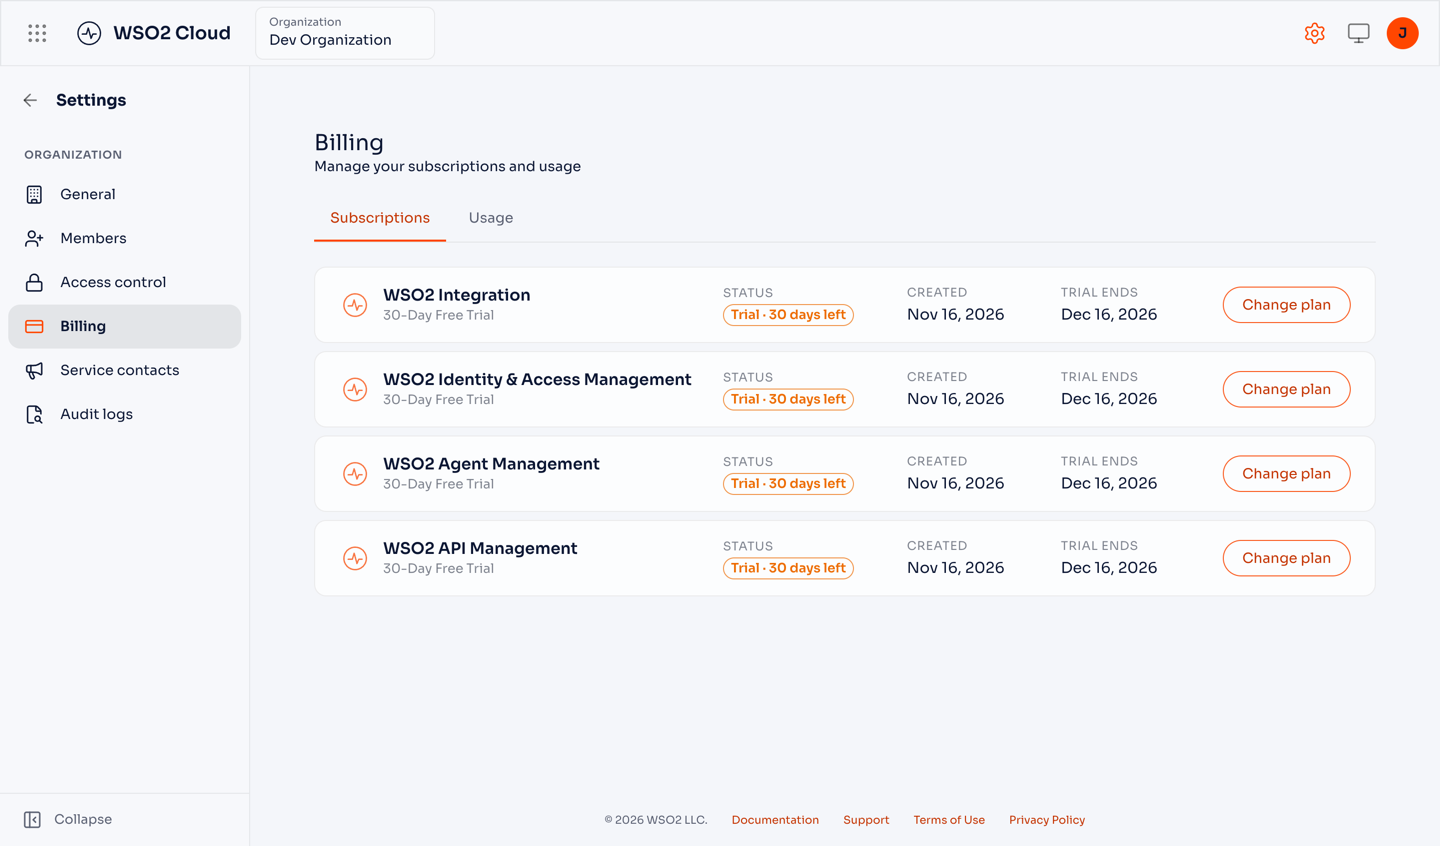 WSO2 Cloud
Organization
Dev Organization
J
Settings
ORGANIZATION
General
Members
Access control
Billing
Service contacts
Audit logs
Collapse
Billing
Manage your subscriptions and usage
Subscriptions
Usage
WSO2 Integration
30-Day Free Trial
STATUS
Trial · 30 days left
CREATED
Nov 16, 2026
TRIAL ENDS
Dec 16, 2026
Change plan
WSO2 Identity & Access Management
30-Day Free Trial
STATUS
Trial · 30 days left
CREATED
Nov 16, 2026
TRIAL ENDS
Dec 16, 2026
Change plan
WSO2 Agent Management
30-Day Free Trial
STATUS
Trial · 30 days left
CREATED
Nov 16, 2026
TRIAL ENDS
Dec 16, 2026
Change plan
WSO2 API Management
30-Day Free Trial
STATUS
Trial · 30 days left
CREATED
Nov 16, 2026
TRIAL ENDS
Dec 16, 2026
Change plan
© 2026 WSO2 LLC.
Documentation
Support
Terms of Use
Privacy Policy